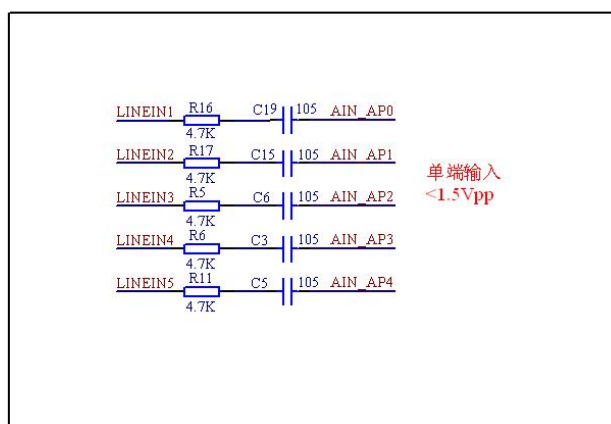 LINEIN1 R16 4.7K C19 105 AIN_AP0
LINEIN2 R17 4.7K C15 105 AIN_AP1
LINEIN3 R5 4.7K C6 105 AIN_AP2
LINEIN4 R6 4.7K C3 105 AIN_AP3
LINEIN5 R11 4.7K C5 105 AIN_AP4
单端输入
<1.5Vpp